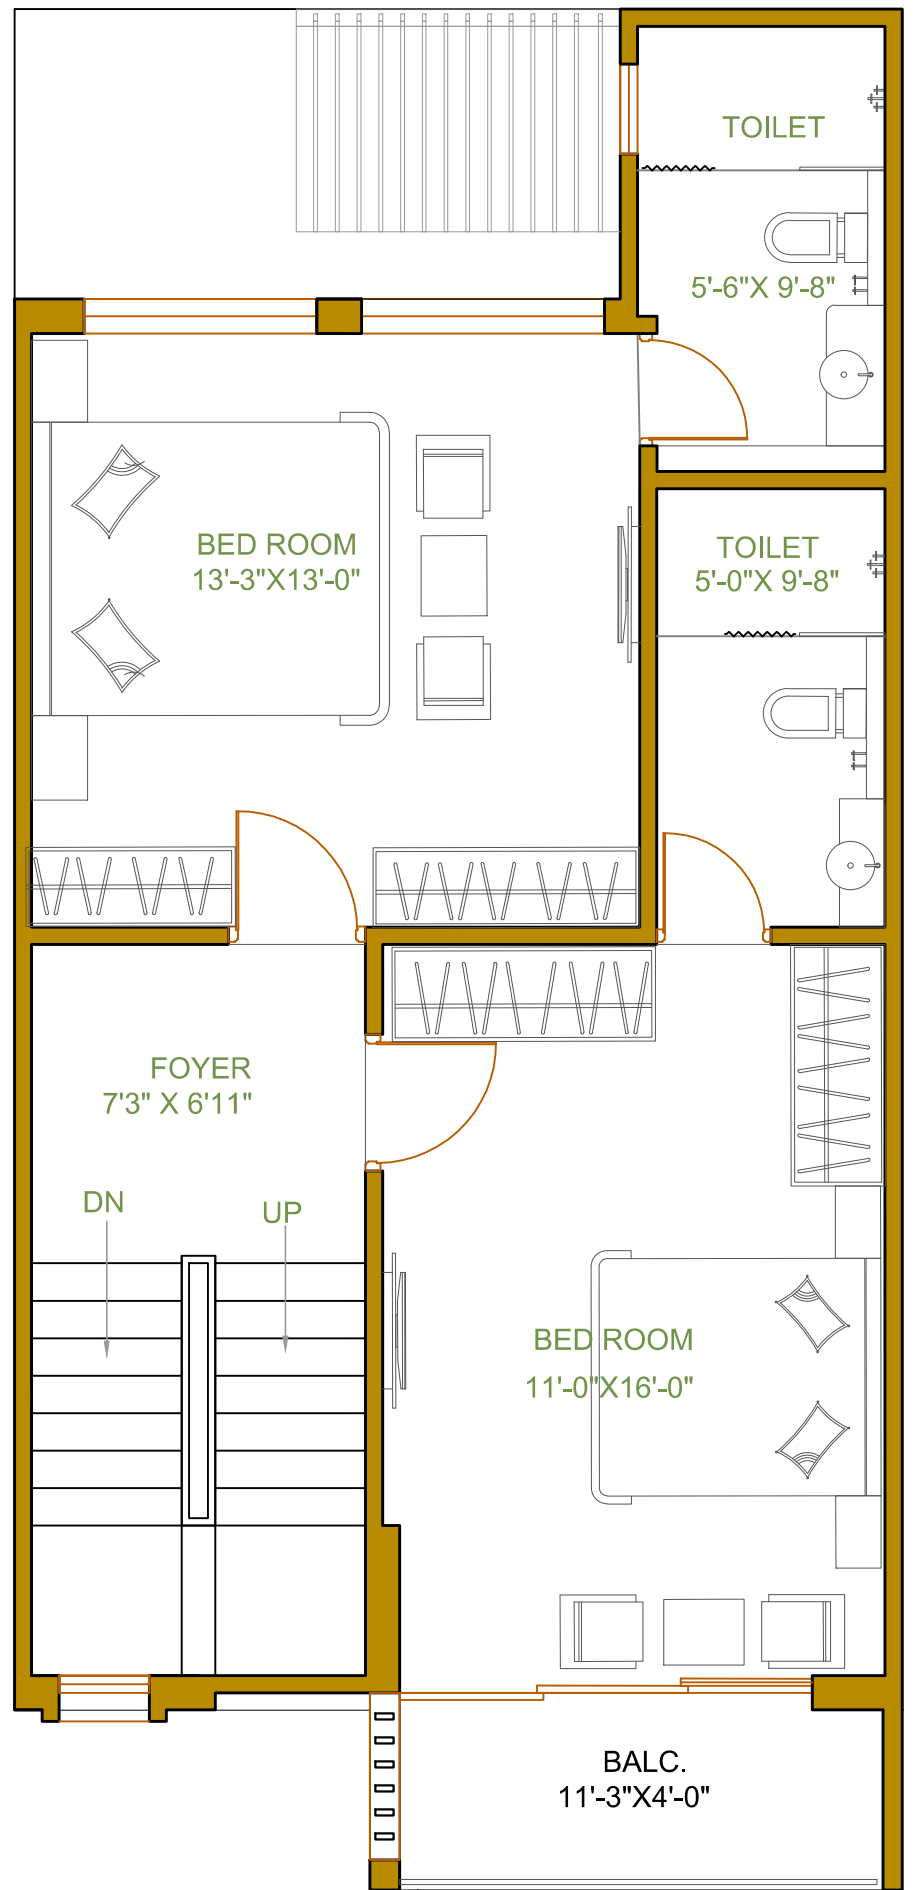 TOILET
5'-6"X 9'-8"
BED ROOM
13'-3"X13'-0"
TOILET
5'-0"X 9'-8"
FOYER
7'3" X 6'11"
DN
UP
BED ROOM
11'-0"X16'-0"
BALC.
11'-3"X4'-0"